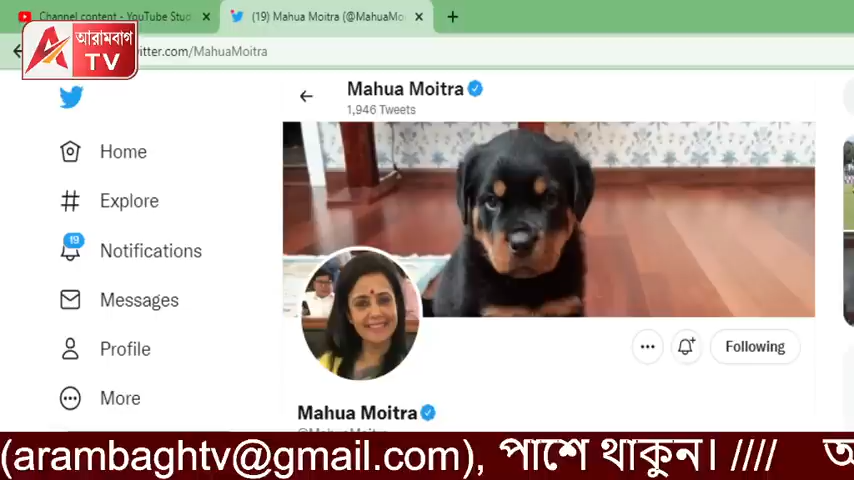 Channel content - YouTube Stud
(19) Mahua Moitra (@MahuaMo
আরামবাগ
TV
itter.com/MahuaMoitra
Mahua Moitra
1,946 Tweets
Home
Explore
19
Notifications
Messages
Profile
More
Following
Mahua Moitra
@MahuaMoitra
(arambaghtv@gmail.com), পাশে থাকুন। ////